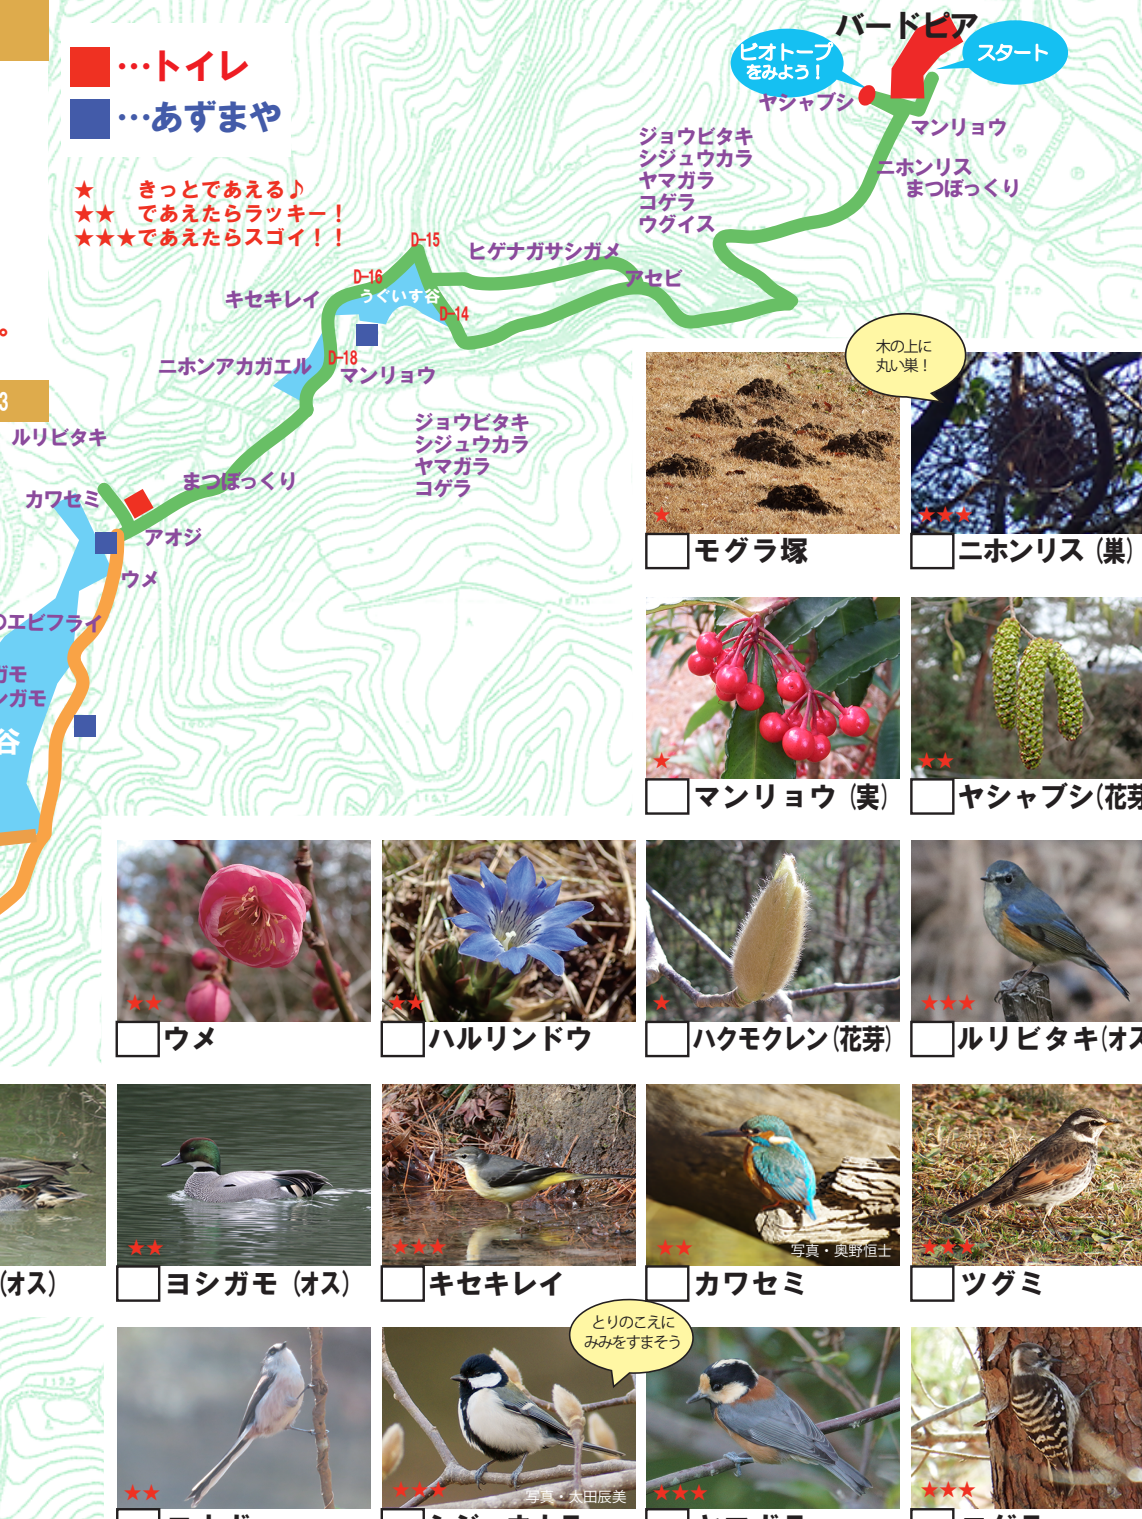 バードピア
ビオトープ
をみよう！
スタート
…トイレ
…あずまや
★ きっとであえる♪
★★ であえたらラッキー！
★★★であえたらスゴイ！！
ヤシャブシ
マンリョウ
ニホンリス
まつぼっくり
ジョウビタキ
シジュウカラ
ヤマガラ
コゲラ
ウグイス
D-15
ヒゲナガサシガメ
アセビ
D-16
うぐいす谷
D-14
キセキレイ
D-18
ニホンアカガエル
マンリョウ
。
3
ジョウビタキ
シジュウカラ
ヤマガラ
コゲラ
ルリビタキ
まつぼっくり
カワセミ
アオジ
ウメ
のエビフライ
ガモ
ンガモ
谷
木の上に
丸い巣！
★
★★★
モグラ塚
ニホンリス（巣）
★
★★
マンリョウ（実）
ヤシャブシ（花芽
★★
★★
★
★★★
ウメ
ハルリンドウ
ハクモクレン（花芽）
ルリビタキ（オス
★★
★★★
★★
写真・奥野恒士
★★★
（オス）
ヨシガモ（オス）
キセキレイ
カワセミ
ツグミ
とりのこえに
みみをすまそう
★★
★★★
写真・太田辰美
★★★
★★★